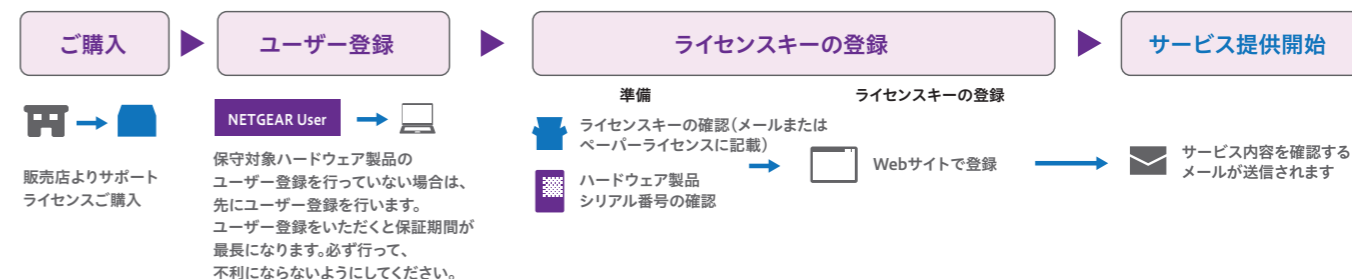 ご購入
ユーザー登録
ライセンスキーの登録
サービス提供開始
販売店よりサポート
ライセンスご購入
NETGEAR User
保守対象ハードウェア製品の
ユーザー登録を行っていない場合は、
先にユーザー登録を行います。
ユーザー登録をいただくと保証期間が
最長になります。必ず行って、
不利にならないようにしてください。
準備
ライセンスキーの確認（メールまたは
ペーパーライセンスに記載）
ハードウェア製品
シリアル番号の確認
ライセンスキーの登録
Webサイトで登録
サービス内容を確認する
メールが送信されます